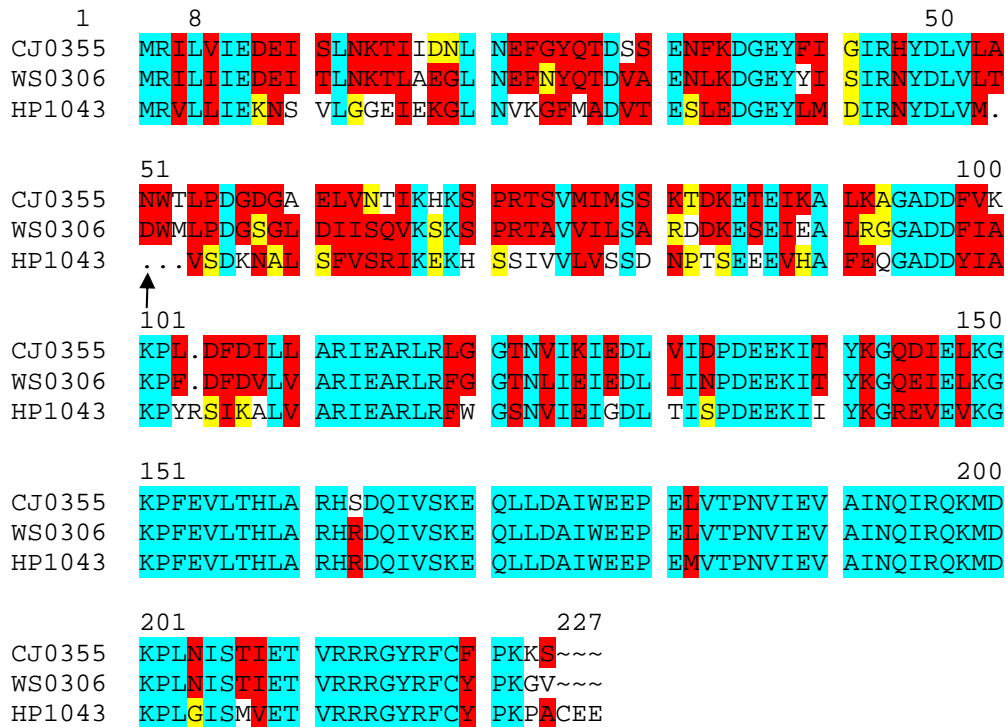 1 8 50
CJ0355 MRILVIEDEI SLNKTIIDNL NEFGYQTDSS ENFKDGEYFI GIRHYDLVLA
WS0306 MRILIIEDEI TLNKTLAEGL NEFNYQTDVA ENLKDGEYYI SIRNYDLVLT
HP1043 MRVLLIEKNS VLGGEIEKGL NVKGFMADVT ESLEDGEYLM DIRNYDLVM.
51 100
CJ0355 NWTLPDGDGA ELVNTIKHKS PRTSVMIMSS KTDKETEIKA LKAGADDFVK
WS0306 DWMLPDGSGL DIISQVKSKS PRTAVVILSA RDDKESEIEA LRGGADDFIA
HP1043 ...VSDKNAL SFVSRIKEKH SSIVVLVSSD NPTSEEEVHA FEQGADDYIA
101 150
CJ0355 KPL.DFDILL ARIEARLRLG GTNVIKIEDL VIDPDEEKIT YKGQDIELKG
WS0306 KPF.DFDVLV ARIEARLRFG GTNLIEIEDL IINPDEEKIT YKGQEIELKG
HP1043 KPYRSIKALV ARIEARLRFW GSNVIEIGDL TISPDEEKII YKGREVEVKG
151 200
CJ0355 KPFEVLTHLA RHSDQIVSKE QLLDAIWEEP ELVTPNVIEV AINQIRQKMD
WS0306 KPFEVLTHLA RHRDQIVSKE QLLDAIWEEP ELVTPNVIEV AINQIRQKMD
HP1043 KPFEVLTHLA RHRDQIVSKE QLLDAIWEEP EMVTPNVIEV AINQIRQKMD
201 227
CJ0355 KPLNISTIET VRRRGYRFCF PKKS~~~
WS0306 KPLNISTIET VRRRGYRFCY PKGV~~~
HP1043 KPLGISMVET VRRRGYRFCY PKPACEE